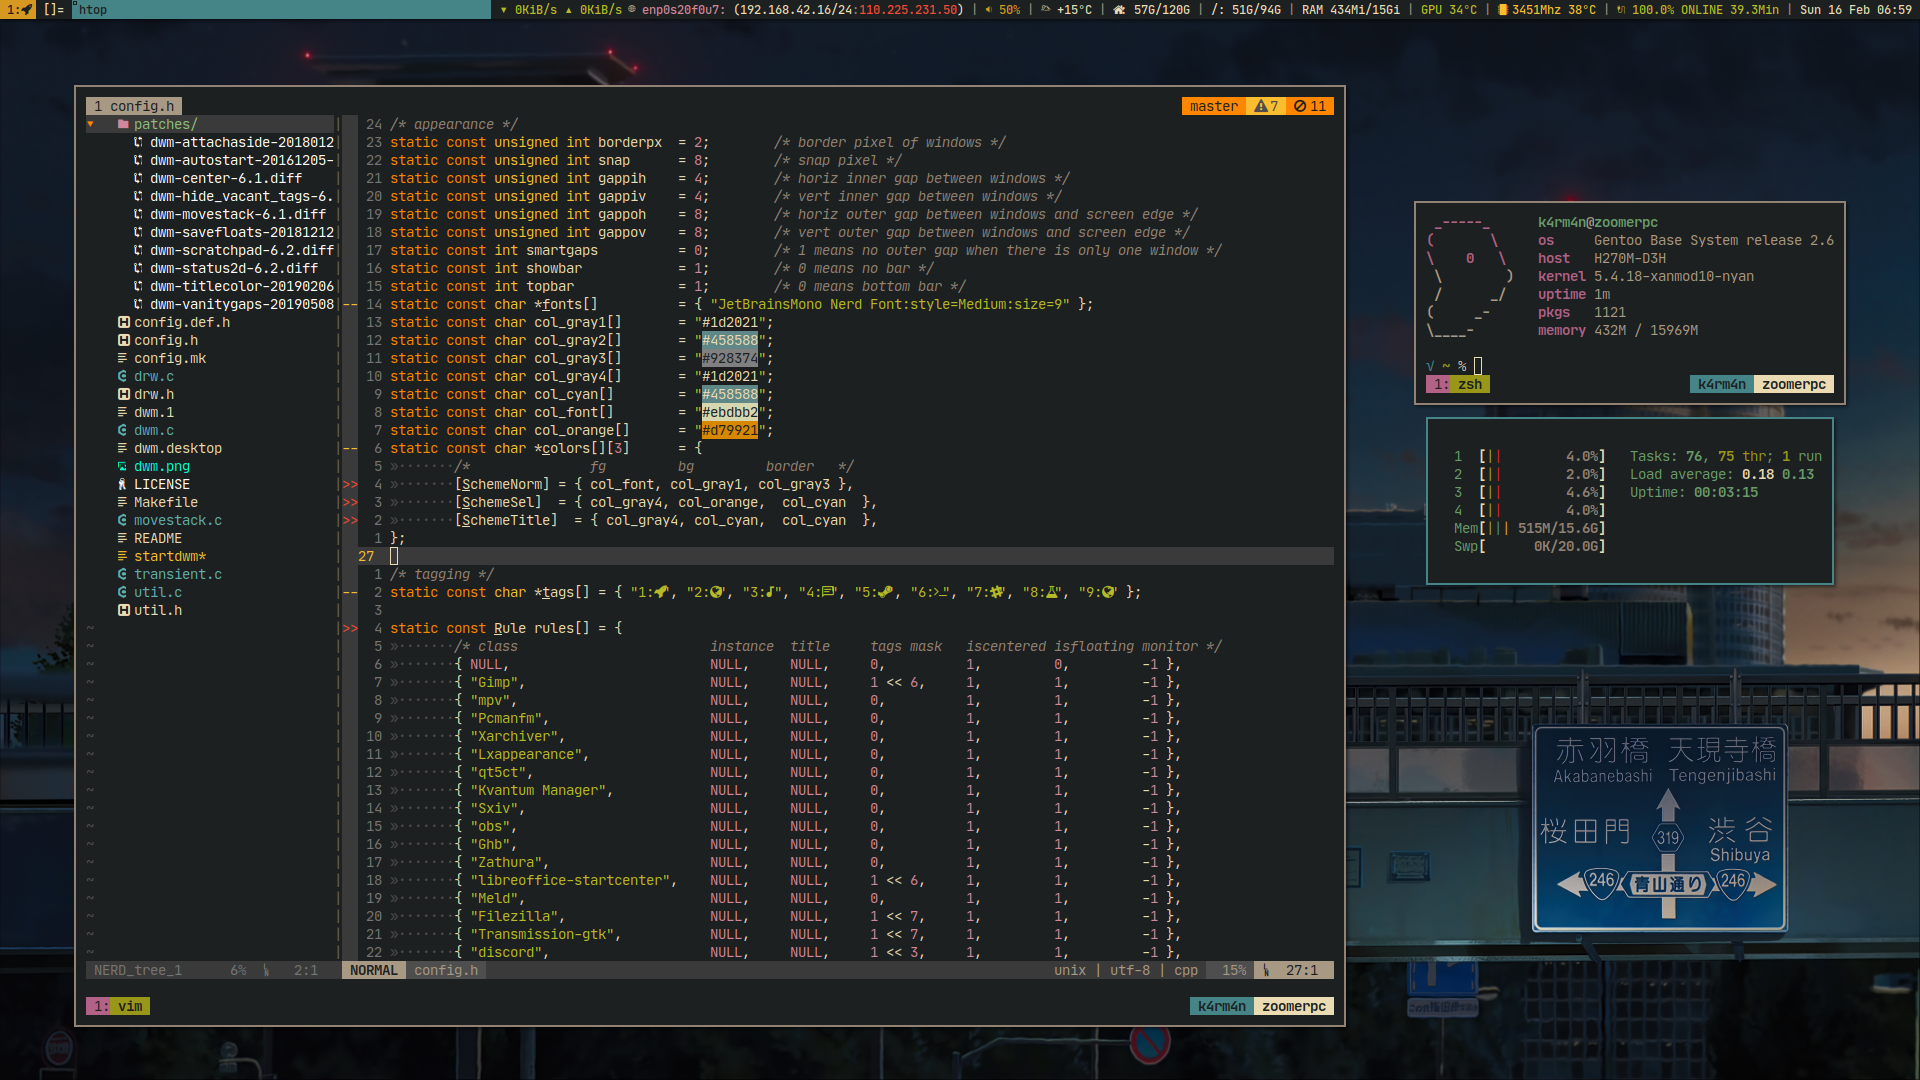 1: []= htop ▾ 0KiB/s ▴ 0KiB/s enp0s20f0u7: (192.168.42.16/24:110.225.231.50) | 50% | +15°C | 57G/120G | /: 51G/94G | RAM 434Mi/15Gi | GPU 34°C | 3451Mhz 38°C | 100.0% ONLINE 39.3Min | Sun 16 Feb 06:59
1 config.h
master 7 11
▾ patches/
dwm-attachaside-2018012
dwm-autostart-20161205-
dwm-center-6.1.diff
dwm-hide_vacant_tags-6.
dwm-movestack-6.1.diff
dwm-savefloats-20181212
dwm-scratchpad-6.2.diff
dwm-status2d-6.2.diff
dwm-titlecolor-20190206
dwm-vanitygaps-20190508
config.def.h
config.h
config.mk
drw.c
drw.h
dwm.1
dwm.c
dwm.desktop
dwm.png
LICENSE
Makefile
movestack.c
README
startdwm*
transient.c
util.c
util.h
24 /* appearance */
23 static const unsigned int borderpx = 2; /* border pixel of windows */
22 static const unsigned int snap = 8; /* snap pixel */
21 static const unsigned int gappih = 4; /* horiz inner gap between windows */
20 static const unsigned int gappiv = 4; /* vert inner gap between windows */
19 static const unsigned int gappoh = 8; /* horiz outer gap between windows and screen edge */
18 static const unsigned int gappov = 8; /* vert outer gap between windows and screen edge */
17 static const int smartgaps = 0; /* 1 means no outer gap when there is only one window */
16 static const int showbar = 1; /* 0 means no bar */
15 static const int topbar = 1; /* 0 means bottom bar */
-- 14 static const char *fonts[] = { "JetBrainsMono Nerd Font:style=Medium:size=9" };
13 static const char col_gray1[] = "#1d2021";
12 static const char col_gray2[] = "#458588";
11 static const char col_gray3[] = "#928374";
10 static const char col_gray4[] = "#1d2021";
9 static const char col_cyan[] = "#458588";
8 static const char col_font[] = "#ebdbb2";
7 static const char col_orange[] = "#d79921";
-- 6 static const char *colors[][3] = {
5 »·······/* fg bg border */
>> 4 »·······[SchemeNorm] = { col_font, col_gray1, col_gray3 },
>> 3 »·······[SchemeSel] = { col_gray4, col_orange, col_cyan },
>> 2 »·······[SchemeTitle] = { col_gray4, col_cyan, col_cyan },
1 };
27
1 /* tagging */
-- 2 static const char *tags[] = { "1:", "2:", "3:", "4:", "5:", "6:", "7:", "8:", "9:" };
3
>> 4 static const Rule rules[] = {
5 »·······/* class instance title tags mask iscentered isfloating monitor */
6 »·······{ NULL, NULL, NULL, 0, 1, 0, -1 },
7 »·······{ "Gimp", NULL, NULL, 1 << 6, 1, 1, -1 },
8 »·······{ "mpv", NULL, NULL, 0, 1, 1, -1 },
9 »·······{ "Pcmanfm", NULL, NULL, 0, 1, 1, -1 },
10 »·······{ "Xarchiver", NULL, NULL, 0, 1, 1, -1 },
11 »·······{ "Lxappearance", NULL, NULL, 0, 1, 1, -1 },
12 »·······{ "qt5ct", NULL, NULL, 0, 1, 1, -1 },
13 »·······{ "Kvantum Manager", NULL, NULL, 0, 1, 1, -1 },
14 »·······{ "Sxiv", NULL, NULL, 0, 1, 1, -1 },
15 »·······{ "obs", NULL, NULL, 0, 1, 1, -1 },
16 »·······{ "Ghb", NULL, NULL, 0, 1, 1, -1 },
17 »·······{ "Zathura", NULL, NULL, 0, 1, 1, -1 },
18 »·······{ "libreoffice-startcenter", NULL, NULL, 1 << 6, 1, 1, -1 },
19 »·······{ "Meld", NULL, NULL, 0, 1, 1, -1 },
20 »·······{ "Filezilla", NULL, NULL, 1 << 7, 1, 1, -1 },
21 »·······{ "Transmission-gtk", NULL, NULL, 1 << 7, 1, 1, -1 },
22 »·······{ "discord", NULL, NULL, 1 << 3, 1, 1, -1 },
NERD_tree_1 6% 2:1
NORMAL config.h unix | utf-8 | cpp 15% 27:1
1: vim
k4rm4n zoomerpc
k4rm4n@zoomerpc
os Gentoo Base System release 2.6
host H270M-D3H
kernel 5.4.18-xanmod10-nyan
uptime 1m
pkgs 1121
memory 432M / 15969M
√ ~ %
1: zsh
k4rm4n zoomerpc
1 [|| 4.0%] Tasks: 76, 75 thr; 1 run
2 [|| 2.0%] Load average: 0.18 0.13
3 [|| 4.6%] Uptime: 00:03:15
4 [|| 4.0%]
Mem[||| 515M/15.6G]
Swp[ 0K/20.0G]
赤羽橋 天現寺橋
Akabanebashi Tengenjibashi
桜田門 319 渋谷
Shibuya
246 青山通り 246